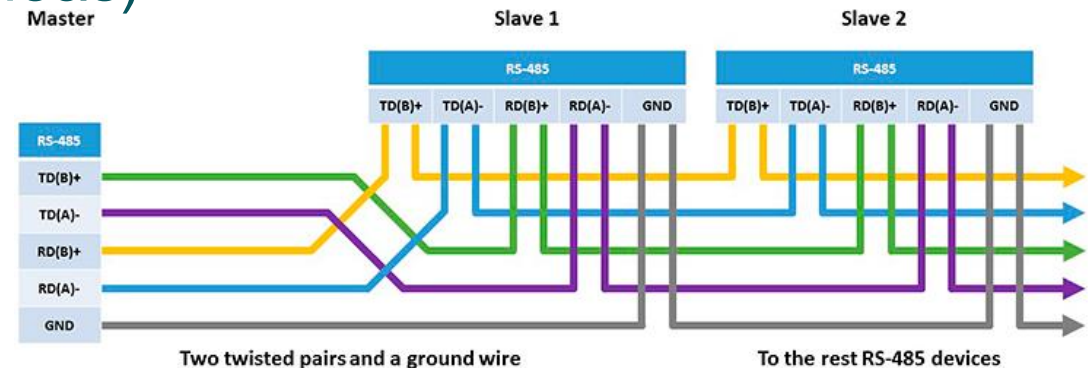 Master Slave 1 Slave 2
RS-485 RS-485
TD(B)+ TD(A)- RD(B)+ RD(A)- GND TD(B)+ TD(A)- RD(B)+ RD(A)- GND
RS-485
TD(B)+
TD(A)-
RD(B)+
RD(A)-
GND
Two twisted pairs and a ground wire To the rest RS-485 devices